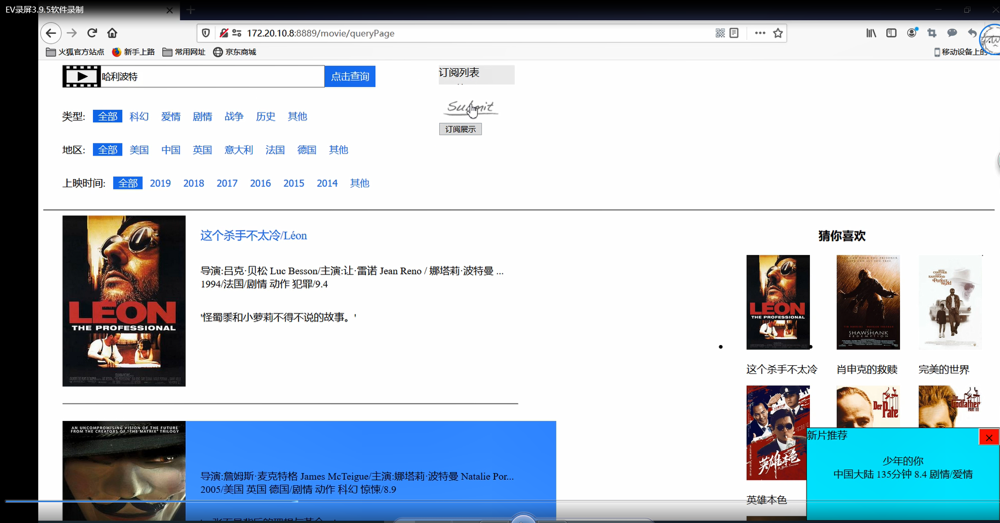 EV录屏3.9.5软件录制
172.20.10.8:8889/movie/queryPage
火狐官方站点 新手上路 常用网址 京东商城
移动设备上的
哈利波特 点击查询
订阅列表
Submit
订阅展示
类型: 全部 科幻 爱情 剧情 战争 历史 其他
地区: 全部 美国 中国 英国 意大利 法国 德国 其他
上映时间: 全部 2019 2018 2017 2016 2015 2014 其他
LEON
THE PROFESSIONAL
这个杀手不太冷/Léon
导演:吕克·贝松 Luc Besson/主演:让·雷诺 Jean Reno / 娜塔莉·波特曼 ...
1994/法国/剧情 动作 犯罪/9.4
'怪蜀黍和小萝莉不得不说的故事。'
AN UNCOMPROMISING VISION OF THE FUTURE
FROM THE CREATORS OF "THE MATRIX" TRILOGY
导演:詹姆斯·麦克特格 James McTeigue/主演:娜塔莉·波特曼 Natalie Por...
2005/美国 英国 德国/剧情 动作 科幻 惊悚/8.9
猜你喜欢
LEON
THE PROFESSIONAL
SHAWSHANK
REDEMPTION
A Perfect World
这个杀手不太冷 肖申克的救赎 完美的世界
英雄本色
Der Pate
The Godfather
PART III
英雄本色
新片推荐
少年的你
中国大陆 135分钟 8.4 剧情/爱情